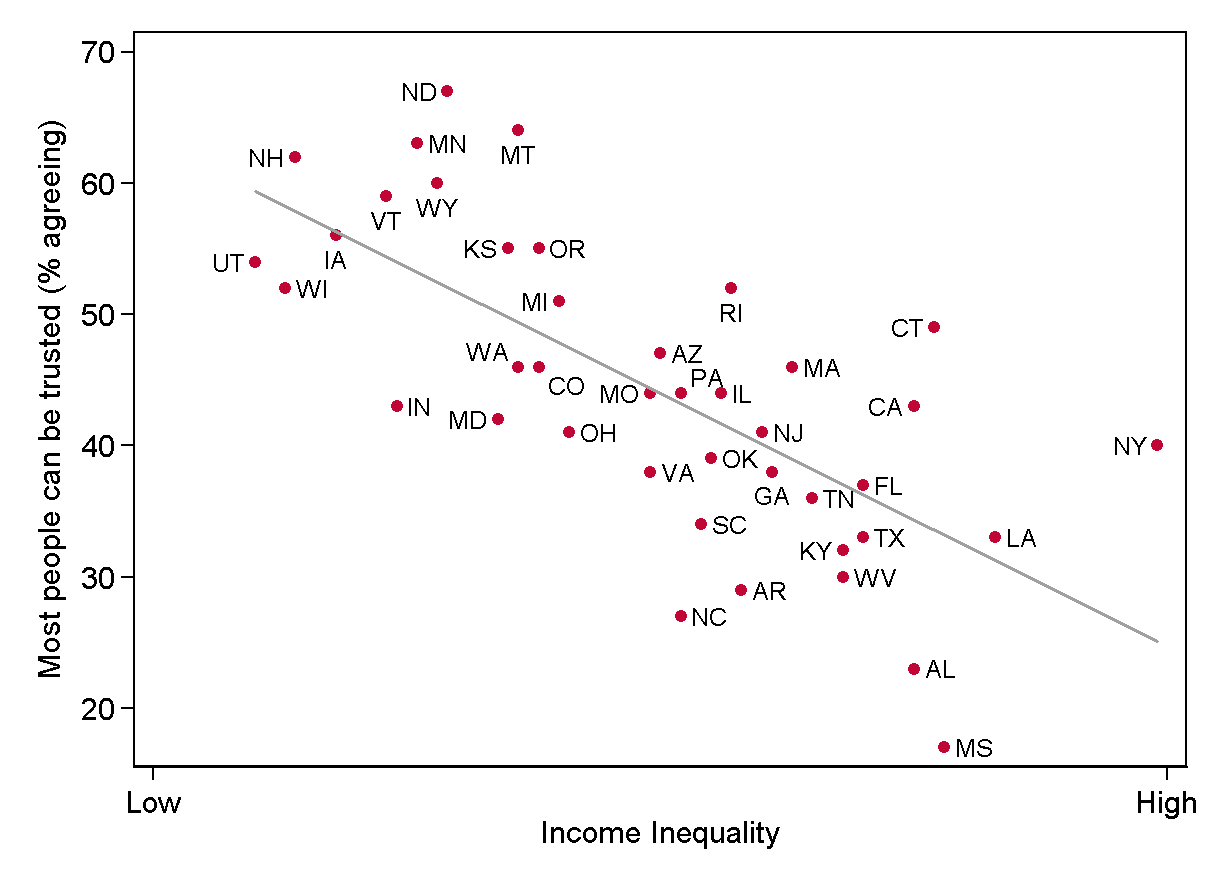 70
ND
MN
MT
NH
60
WY
VT
KS
OR
IA
UT
WI
MI
50
RI
CT
WA
AZ
MA
PA
CO
MO
IL
IN
CA
MD
OH
NJ
40
NY
OK
VA
FL
GA
TN
SC
TX
LA
KY
30
WV
AR
NC
AL
20
MS
Most people can be trusted (% agreeing)
Low
High
Income Inequality